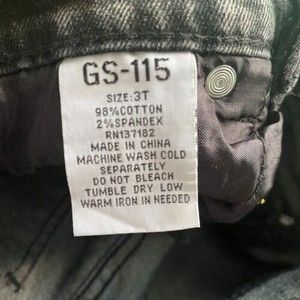 GS-115
SIZE: 3T
98%COTTON
2%SPANDEX
RN137182
MADE IN CHINA
MACHINE WASH COLD
SEPARATELY
DO NOT BLEACH
TUMBLE DRY LOW
WARM IRON IN NEEDED